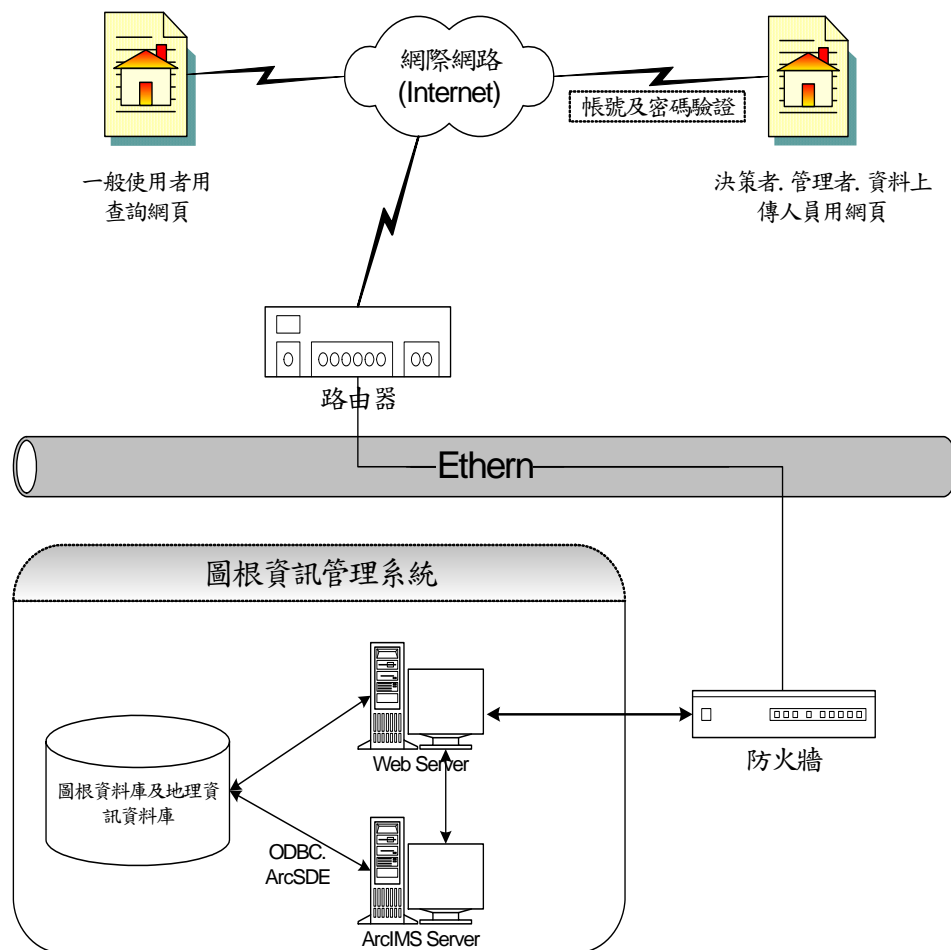 網際網路
(Internet)
帳號及密碼驗證
一般使用者用
查詢網頁
決策者. 管理者. 資料上
傳人員用網頁
路由器
Ethern
圖根資訊管理系統
Web Server
防火牆
圖根資料庫及地理資
訊資料庫
ODBC.
ArcSDE
ArcIMS Server